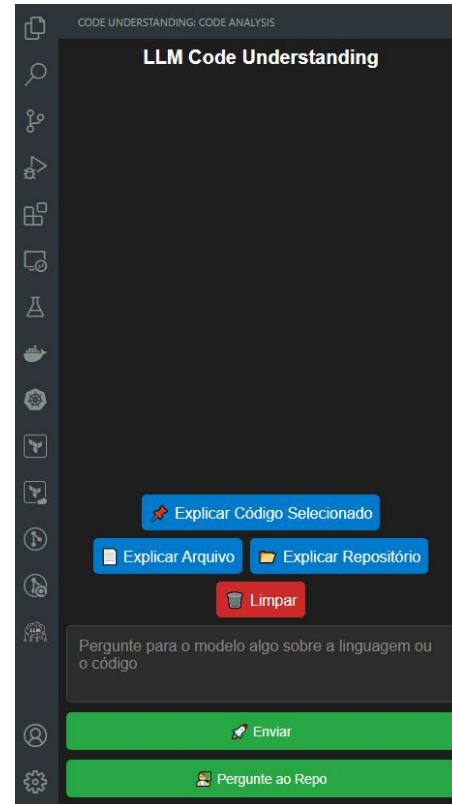 CODE UNDERSTANDING: CODE ANALYSIS
LLM Code Understanding
Explicar Código Selecionado
Explicar Arquivo
Explicar Repositório
Limpar
Pergunte para o modelo algo sobre a linguagem ou
o código
Enviar
Pergunte ao Repo